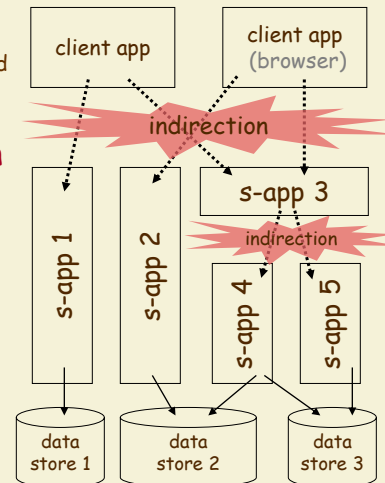 client app
client app
(browser)
d
indirection
s-app 3
indirection
s-app 1
s-app 2
s-app 4
s-app 5
data
store 1
data
store 2
data
store 3